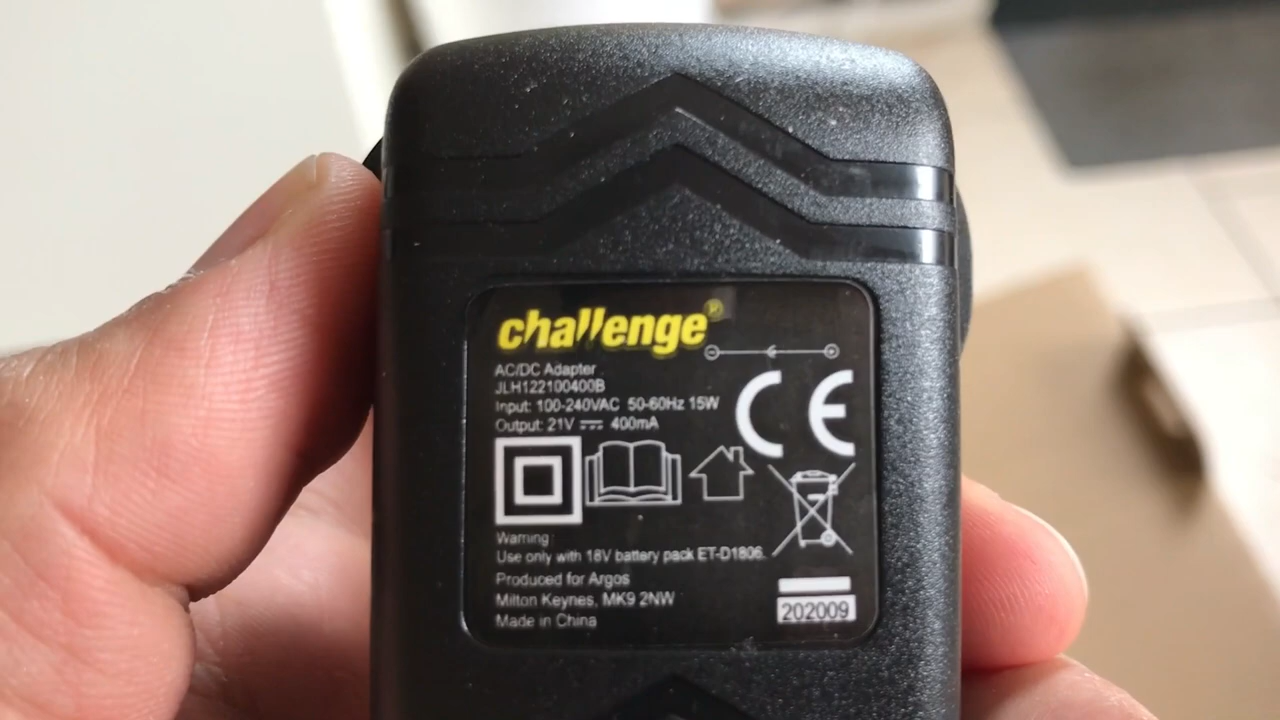 challenge®
AC/DC Adapter
JLH122100400B
Input: 100-240VAC 50-60Hz 15W
Output: 21V ⎓ 400mA
CE
Warning:
Use only with 18V battery pack ET-D1806.
Produced for Argos
Milton Keynes, MK9 2NW
Made in China
202009